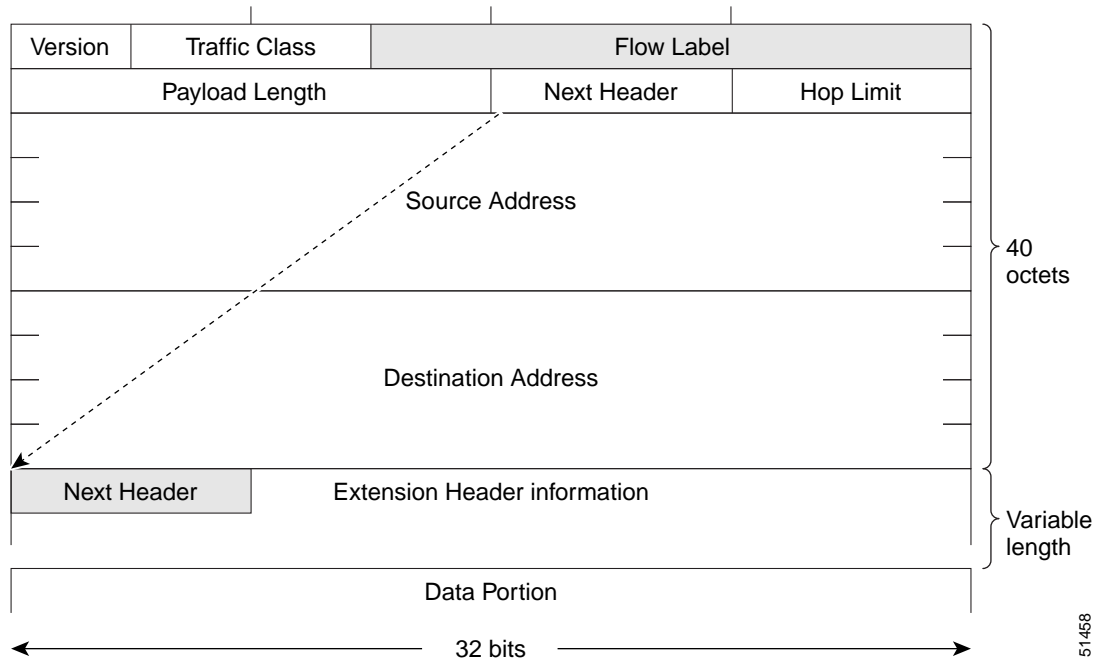 Version Traffic Class Flow Label
Payload Length Next Header Hop Limit
Source Address
40
octets
Destination Address
Next Header Extension Header information
Variable
length
Data Portion
32 bits
51458